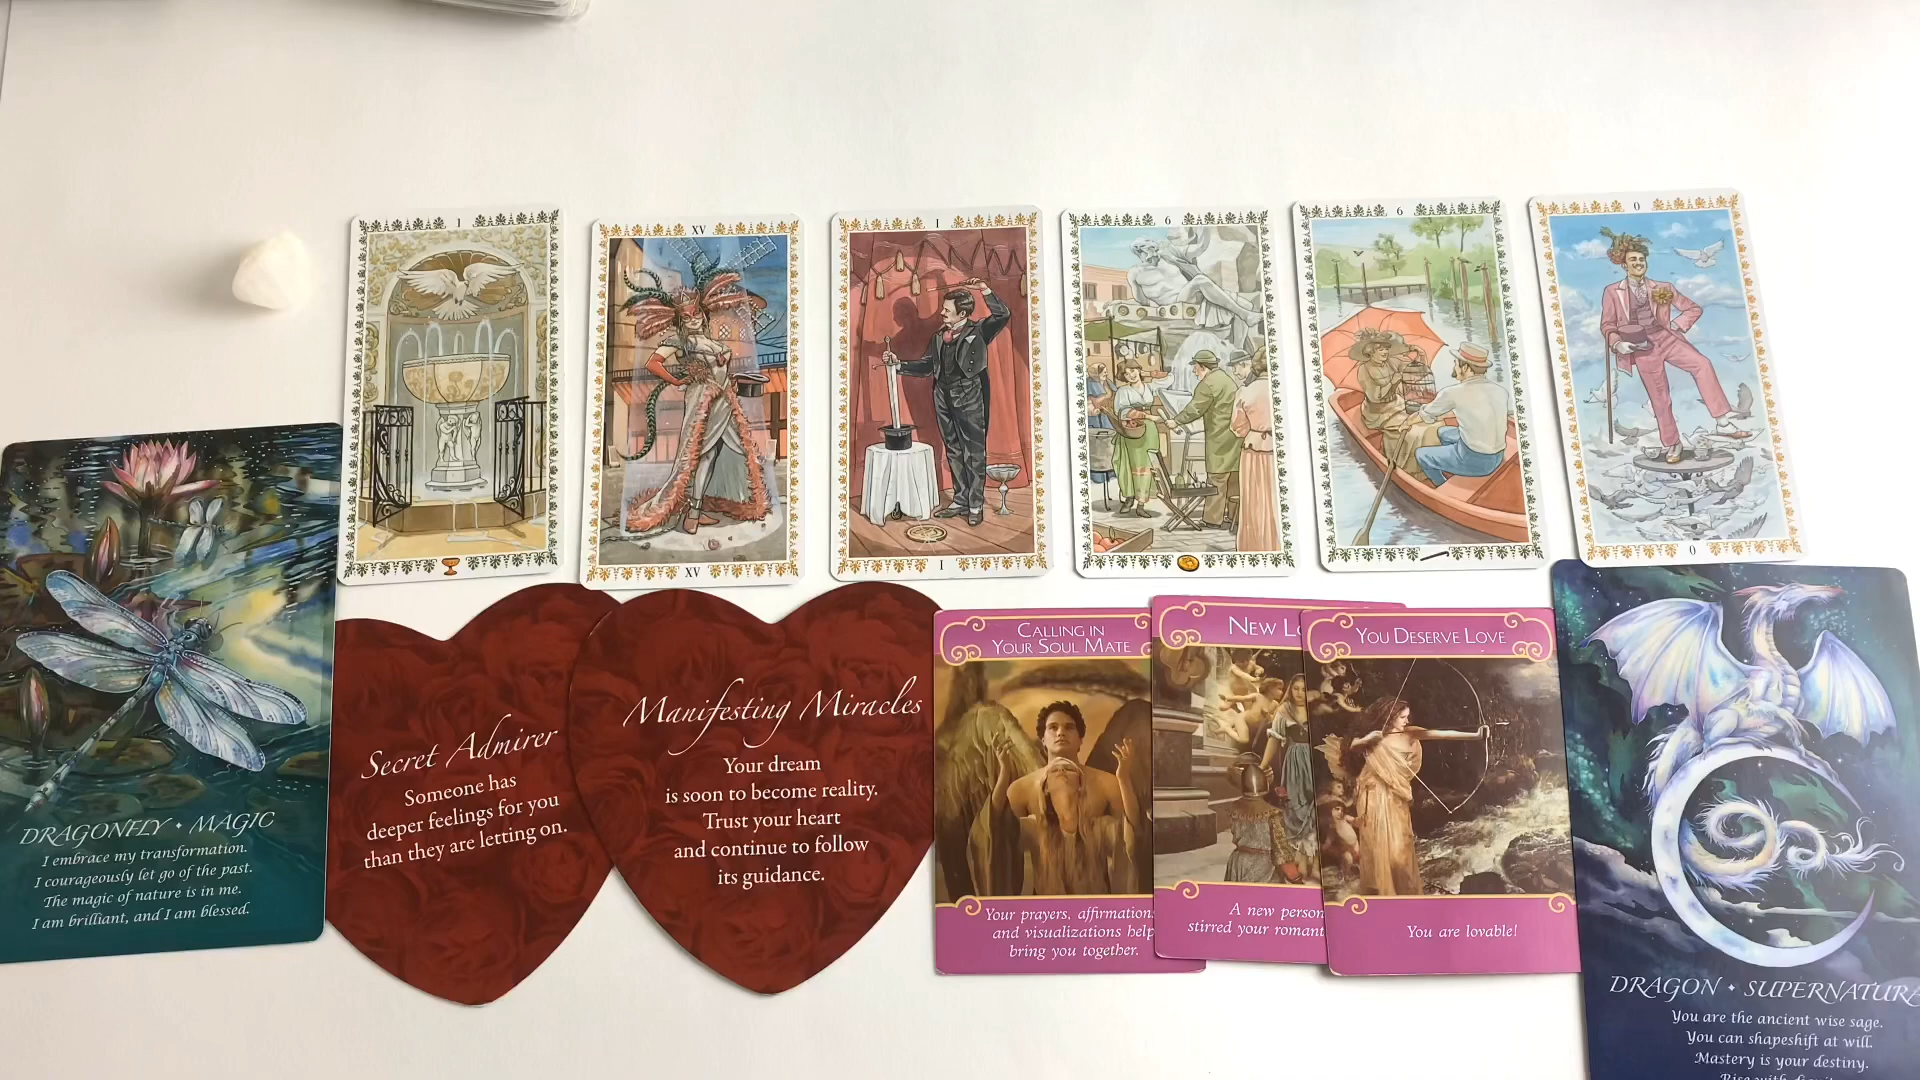 I
XV
XV
I
I
6
6
0
0
DRAGONFLY • MAGIC
I embrace my transformation.
I courageously let go of the past.
The magic of nature is in me.
I am brilliant, and I am blessed.
Secret Admirer
Someone has
deeper feelings for you
than they are letting on.
Manifesting Miracles
Your dream
is soon to become reality.
Trust your heart
and continue to follow
its guidance.
CALLING IN
YOUR SOUL MATE
Your prayers, affirmations
and visualizations help
bring you together.
NEW
A new person
stirred your
YOU DESERVE LOVE
You are lovable!
DRAGON • SUPERNATURA
You are the ancient wise sage.
You can shapeshift at will.
Mastery is your destiny.
Rise with